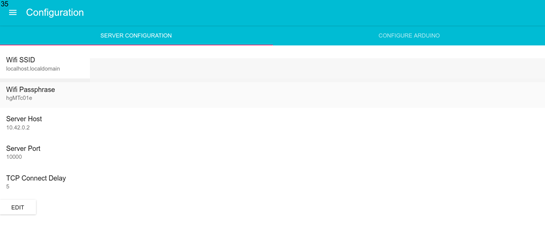 35
Configuration
SERVER CONFIGURATION
CONFIGURE ARDUINO
Wifi SSID
localhost.localdomain
Wifi Passphrase
hgMTc01e
Server Host
10.42.0.2
Server Port
10000
TCP Connect Delay
5
EDIT